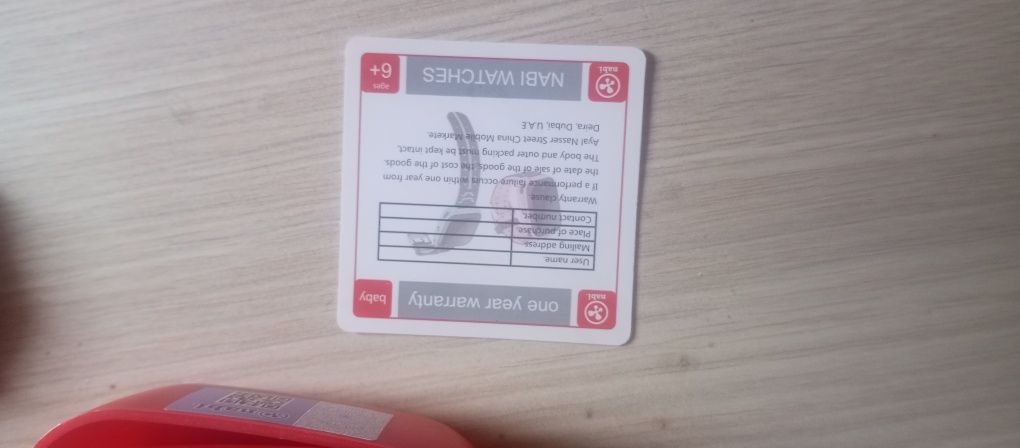 nabi.
one year warranty
baby
User name.
Mailing address
Place of purchase.
Contact number.
Warranty clause
If a performance failure occurs within one year from
the date of sale of the goods, the cost of the goods.
The body and outer packing must be kept intact,
Ayal Nasser Street China Mobile Markete.
Deira, Dubai, U.A.E
nabi.
NABI WATCHES
ages
6+